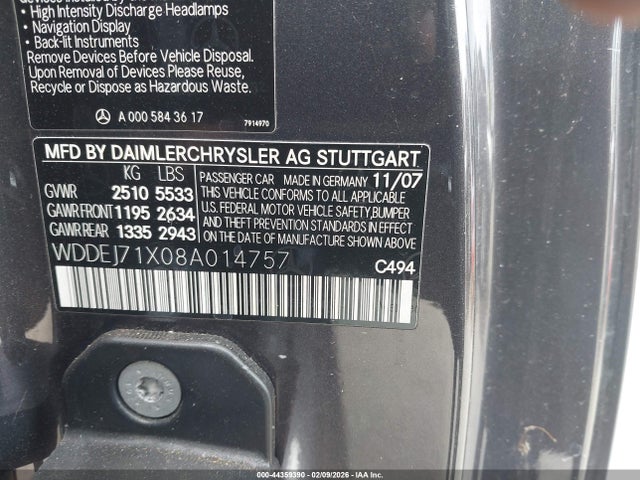 devices installed by the
• High Intensity Discharge Headlamps
• Navigation Display
• Back-lit Instruments
Remove Devices Before Vehicle Disposal.
Upon Removal of Devices Please Reuse,
Recycle or Dispose as Hazardous Waste.
A 000 584 36 17
7914970
MFD BY DAIMLERCHRYSLER AG STUTTGART
KG LBS
GVWR 2510 5533
GAWR FRONT 1195 2634
GAWR REAR 1335 2943
PASSENGER CAR MADE IN GERMANY 11/07
THIS VEHICLE CONFORMS TO ALL APPLICABLE
U.S. FEDERAL MOTOR VEHICLE SAFETY, BUMPER
AND THEFT PREVENTION STANDARDS IN EFFECT
ON THE DATE OF MANUFACTURE SHOWN ABOVE.
WDDEJ71X08A014757
C494
000-44359390 - 02/09/2026 - IAA Inc.